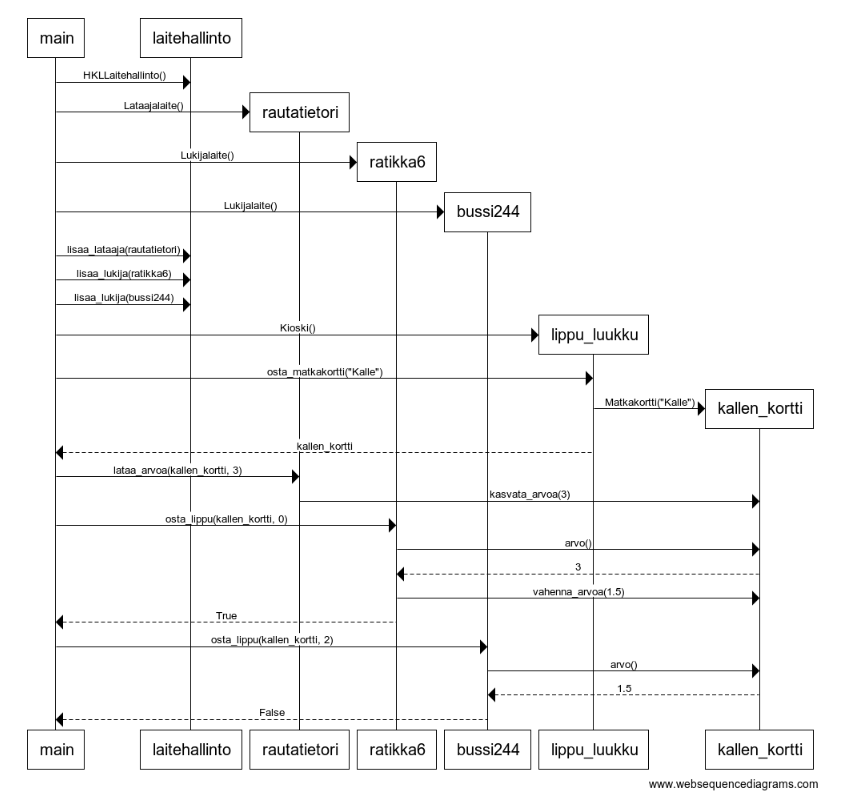 main laitehallinto
HKLLaitehallinto()
Lataajalaite()
rautatietori
Lukijalaite()
ratikka6
Lukijalaite()
bussi244
lisaa_lataaja(rautatietori)
lisaa_lukija(ratikka6)
lisaa_lukija(bussi244)
Kioski()
lippu_luukku
osta_matkakortti("Kalle")
Matkakortti("Kalle")
kallen_kortti
kallen_kortti
lataa_arvoa(kallen_kortti, 3)
kasvata_arvoa(3)
osta_lippu(kallen_kortti, 0)
arvo()
3
vahenna_arvoa(1.5)
True
osta_lippu(kallen_kortti, 2)
arvo()
1.5
False
main laitehallinto rautatietori ratikka6 bussi244 lippu_luukku kallen_kortti
www.websequencediagrams.com